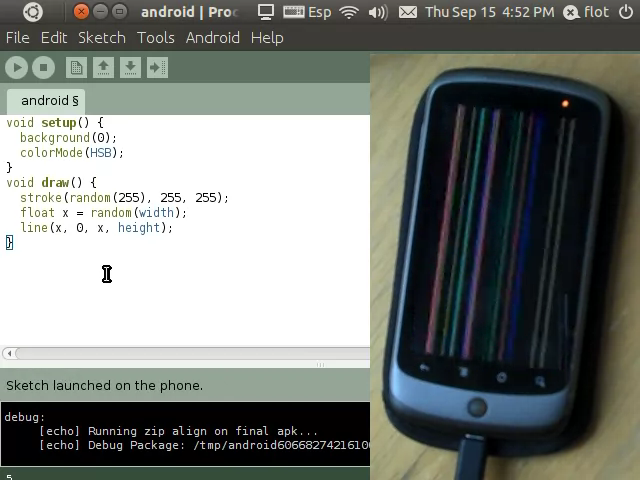 android | Proc
Esp
Thu Sep 15 4:52 PM
flot
File Edit Sketch Tools Android Help
android §
void setup() {
  background(0);
  colorMode(HSB);
}
void draw() {
  stroke(random(255), 255, 255);
  float x = random(width);
  line(x, 0, x, height);
}
Sketch launched on the phone.
debug:
     [echo] Running zip align on final apk...
     [echo] Debug Package: /tmp/android6066827421610
5